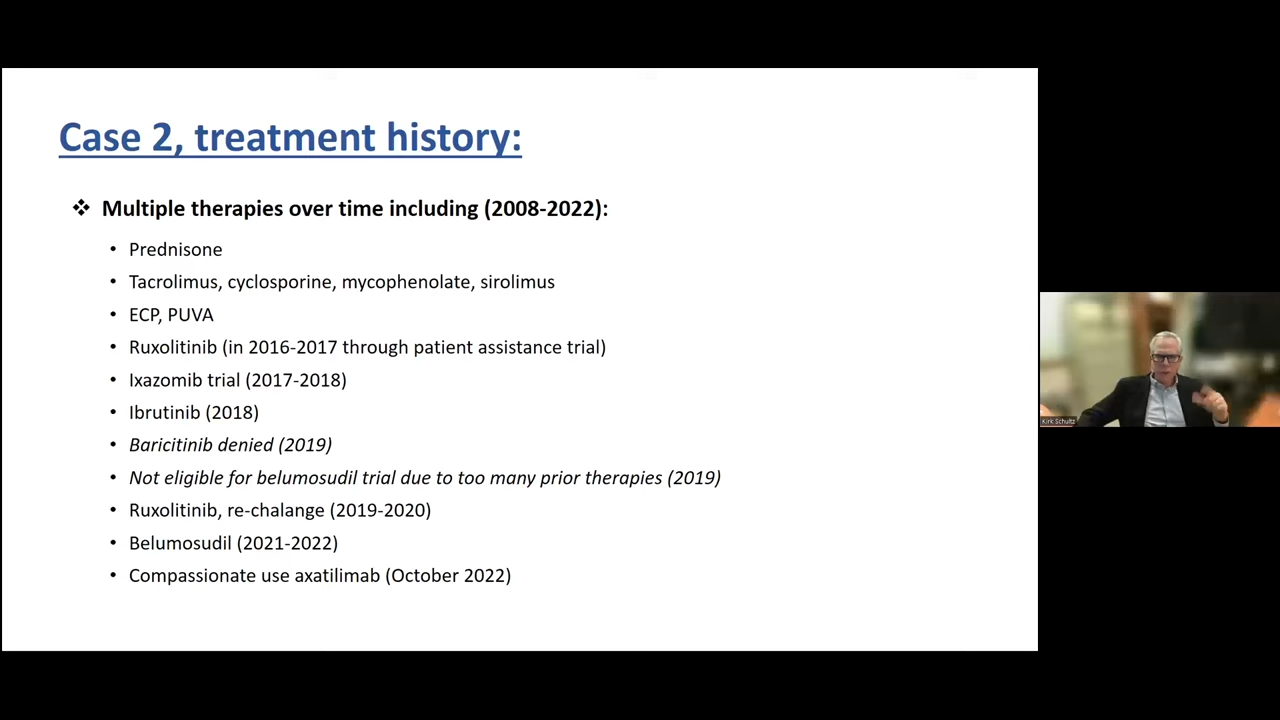 Case 2, treatment history:
❖ Multiple therapies over time including (2008-2022):
• Prednisone
• Tacrolimus, cyclosporine, mycophenolate, sirolimus
• ECP, PUVA
• Ruxolitinib (in 2016-2017 through patient assistance trial)
• Ixazomib trial (2017-2018)
• Ibrutinib (2018)
• Baricitinib denied (2019)
• Not eligible for belumosudil trial due to too many prior therapies (2019)
• Ruxolitinib, re-chalange (2019-2020)
• Belumosudil (2021-2022)
• Compassionate use axatilimab (October 2022)
Kirk Schultz